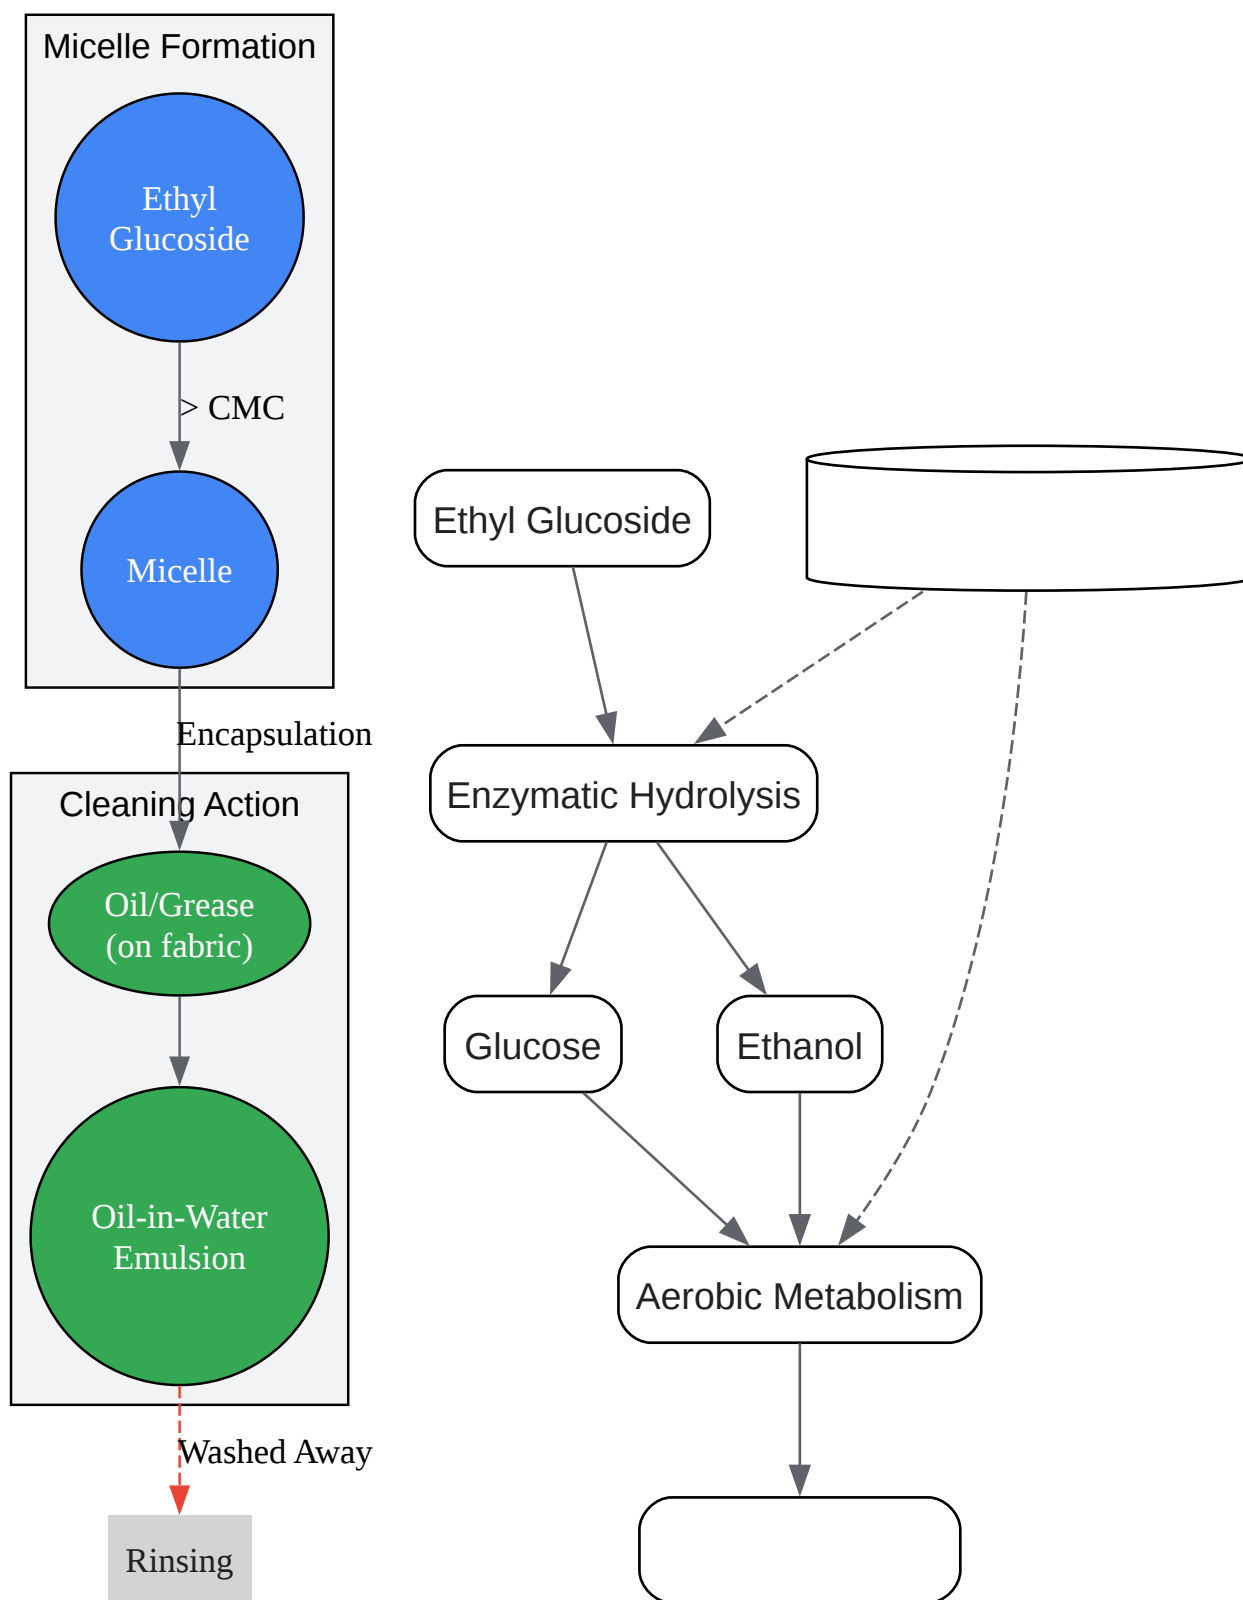 Micelle Formation
Ethyl
Glucoside
> CMC
Micelle
Encapsulation
Cleaning Action
Oil/Grease
(on fabric)
Oil-in-Water
Emulsion
Washed Away
Rinsing
Ethyl Glucoside
Enzymatic Hydrolysis
Glucose
Ethanol
Aerobic Metabolism